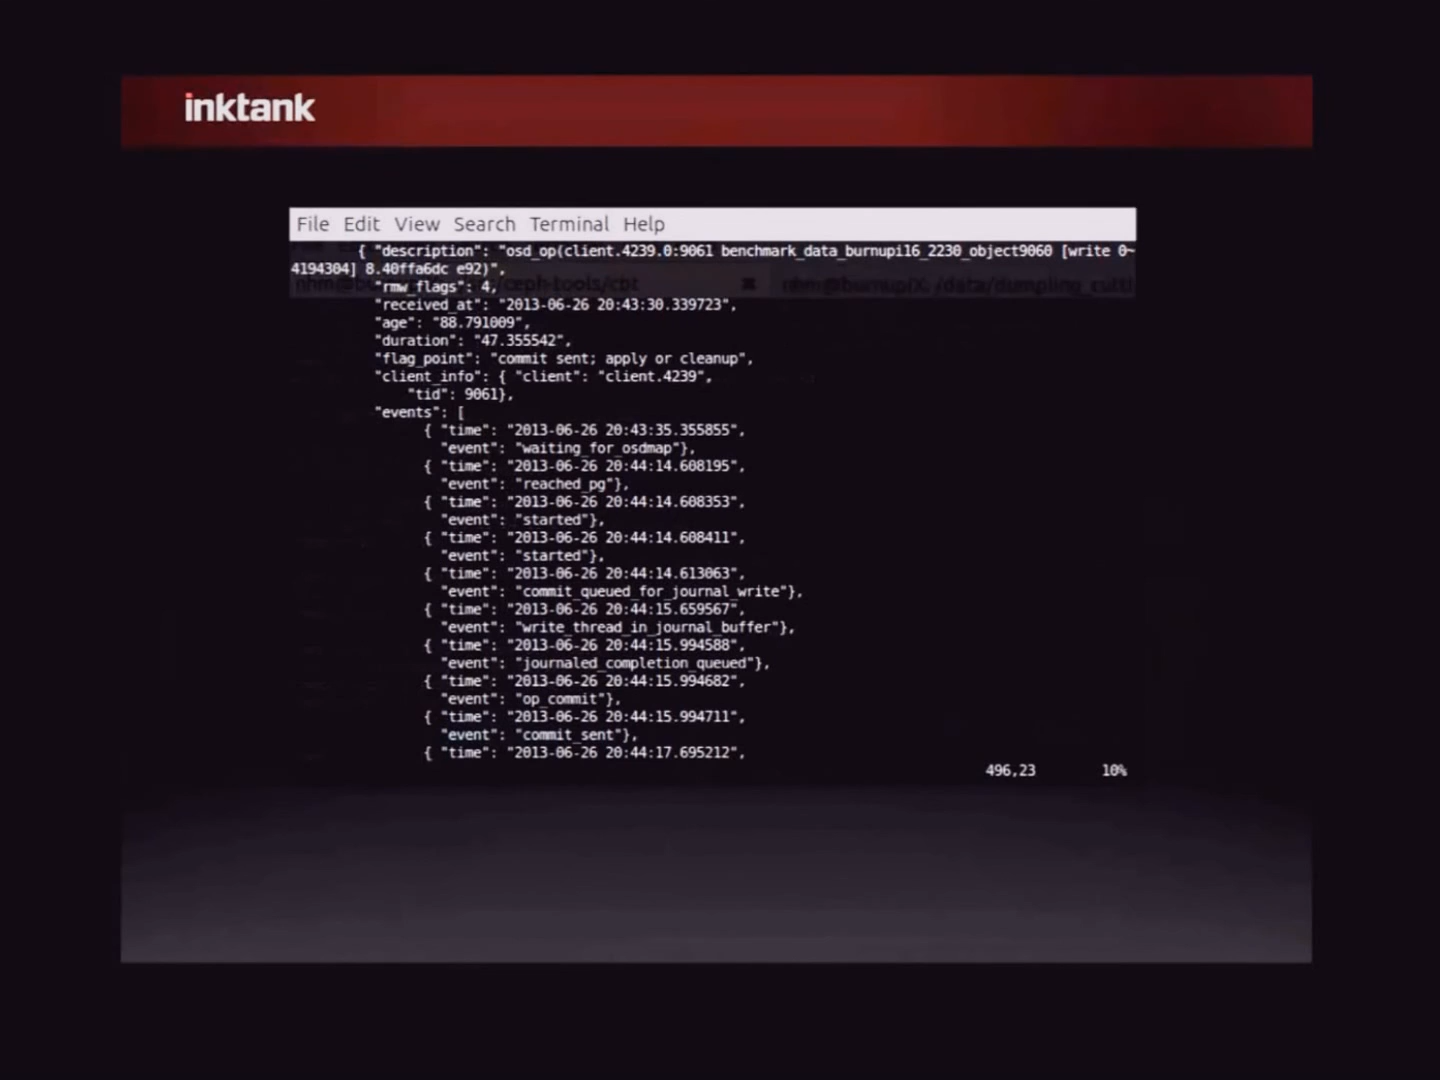 inktank
File Edit View Search Terminal Help
{ "description": "osd_op(client.4239.0:9061 benchmark_data_burnupi16_2230_object9060 [write 0~
4194304] 8.40ffa6dc e92)",
"rmw_flags": 4,
"received_at": "2013-06-26 20:43:30.339723",
"age": "88.791009",
"duration": "47.355542",
"flag_point": "commit sent; apply or cleanup",
"client_info": { "client": "client.4239",
"tid": 9061},
"events": [
{ "time": "2013-06-26 20:43:35.355855",
"event": "waiting_for_osdmap"},
{ "time": "2013-06-26 20:44:14.608195",
"event": "reached_pg"},
{ "time": "2013-06-26 20:44:14.608353",
"event": "started"},
{ "time": "2013-06-26 20:44:14.608411",
"event": "started"},
{ "time": "2013-06-26 20:44:14.613063",
"event": "commit_queued_for_journal_write"},
{ "time": "2013-06-26 20:44:15.659567",
"event": "write_thread_in_journal_buffer"},
{ "time": "2013-06-26 20:44:15.994588",
"event": "journaled_completion_queued"},
{ "time": "2013-06-26 20:44:15.994682",
"event": "op_commit"},
{ "time": "2013-06-26 20:44:15.994711",
"event": "commit_sent"},
{ "time": "2013-06-26 20:44:17.695212",
496,23 10%